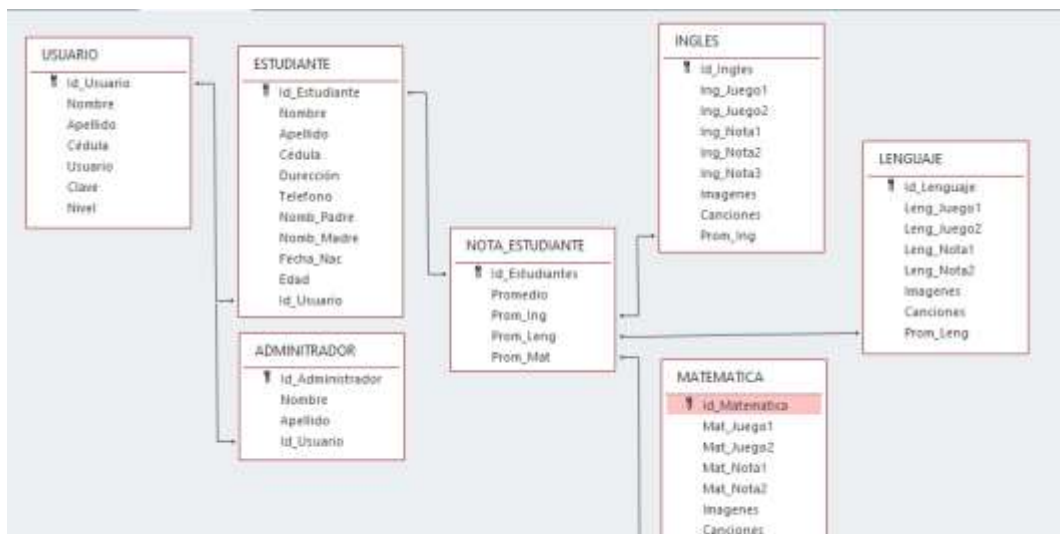 USUARIO
Id_Usuario
Nombre
Apellido
Cédula
Usuario
Clave
Nivel
ESTUDIANTE
Id_Estudiante
Nombre
Apellido
Cedula
Durección
Telefono
Nomb_Padre
Nomb_Madre
Fecha_Nac
Edad
Id_Usuario
ADMINITRADOR
Id_Administrador
Nombre
Apellido
Id_Usuario
NOTA_ESTUDIANTE
Id_Estudiantes
Promedio
Prom_Ing
Prom_Leng
Prom_Mat
INGLES
Id_Ingles
Ing_Juego1
Ing_Juego2
Ing_Nota1
Ing_Nota2
Ing_Nota3
Imagenes
Canciones
Prom_Ing
LENGUAJE
Id_Lenguaje
Leng_Juego1
Leng_Juego2
Leng_Nota1
Leng_Nota2
Imagenes
Canciones
Prom_Leng
MATEMATICA
Id_Matematica
Mat_Juego1
Mat_Juego2
Mat_Nota1
Mat_Nota2
Imagenes
Canciones